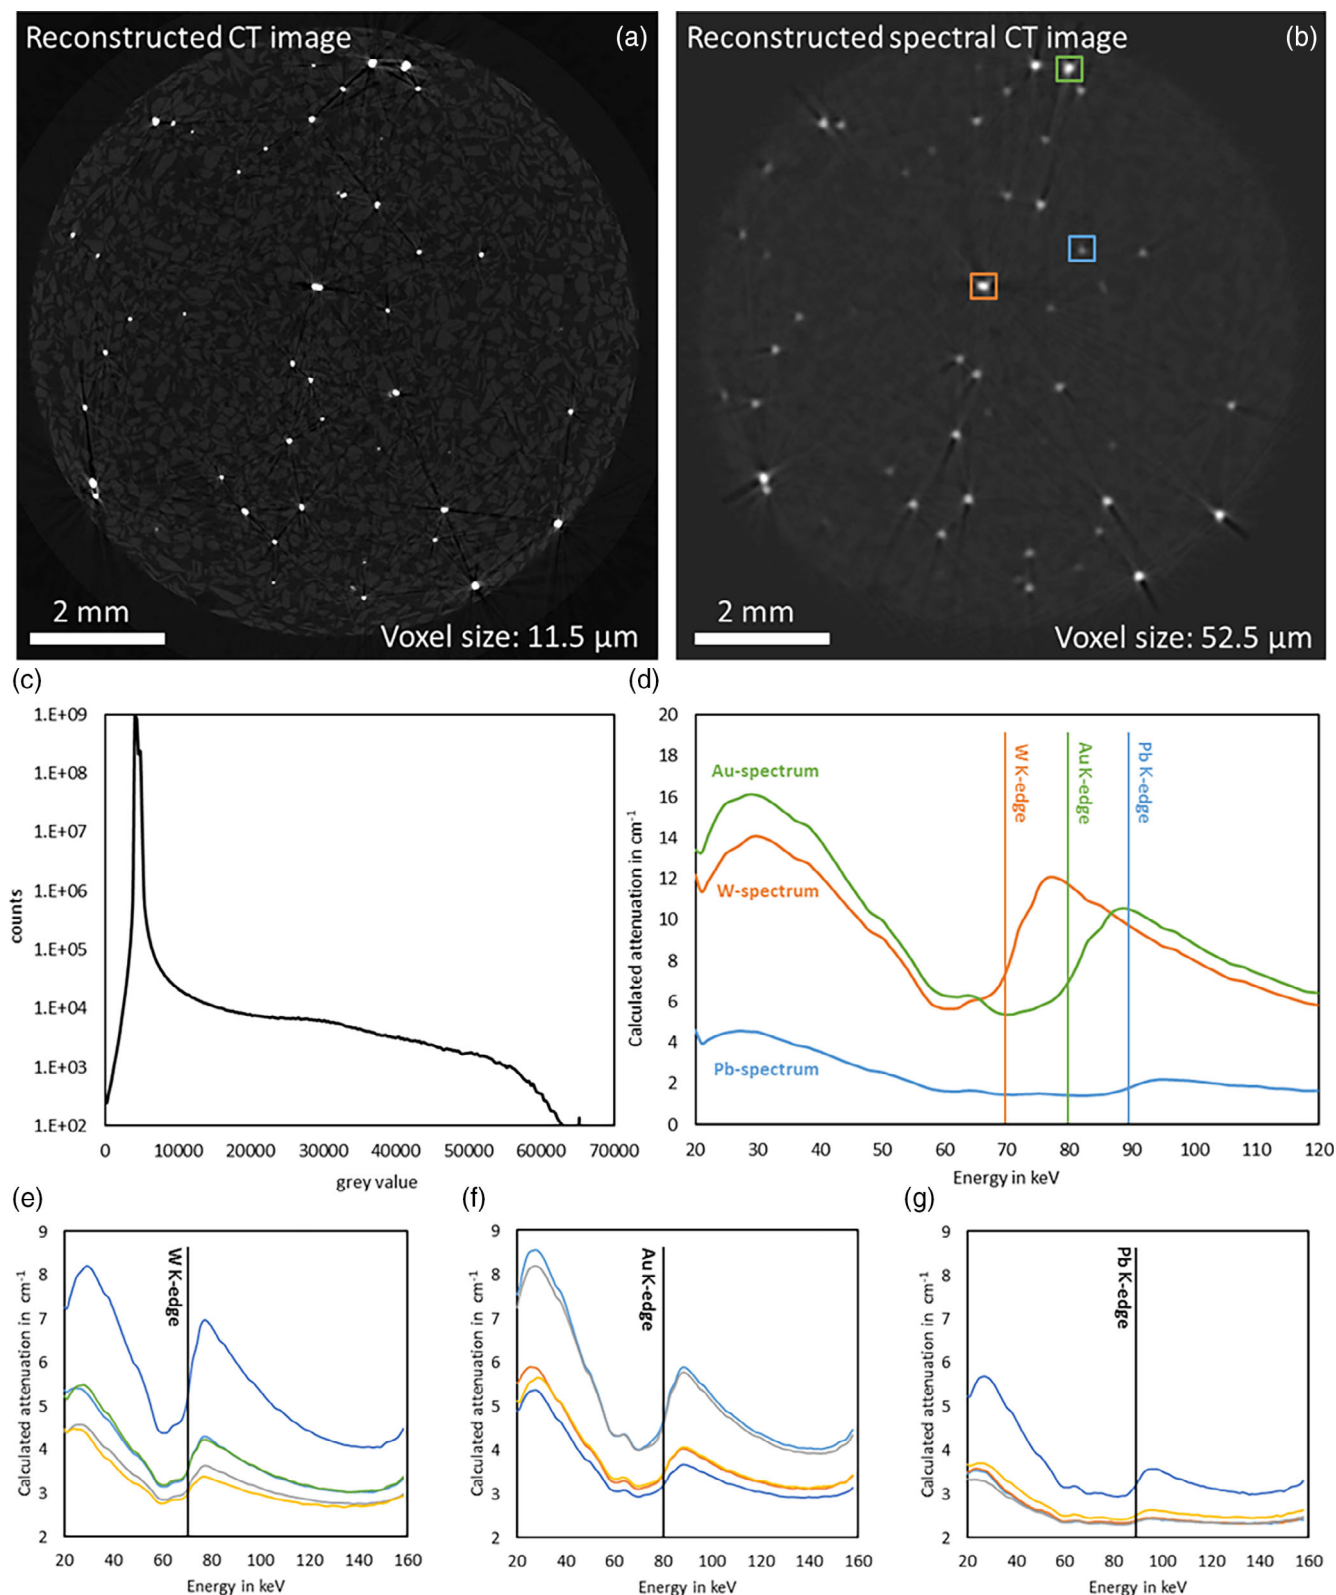 Reconstructed CT image (a)
2 mm
Voxel size: 11.5 µm
Reconstructed spectral CT image (b)
2 mm
Voxel size: 52.5 µm
(c)
1.E+09
1.E+08
1.E+07
1.E+06
1.E+05
1.E+04
1.E+03
1.E+02
counts
0 10000 20000 30000 40000 50000 60000 70000
grey value
(d)
20
18
16
14
12
10
8
6
4
2
0
Calculated attenuation in cm⁻¹
Au-spectrum
W-spectrum
Pb-spectrum
W K-edge
Au K-edge
Pb K-edge
20 30 40 50 60 70 80 90 100 110 120
Energy in keV
(e)
9
8
7
6
5
4
3
2
Calculated attenuation in cm⁻¹
W K-edge
20 40 60 80 100 120 140 160
Energy in keV
(f)
9
8
7
6
5
4
3
2
Calculated attenuation in cm⁻¹
Au K-edge
20 40 60 80 100 120 140 160
Energy in keV
(g)
9
8
7
6
5
4
3
2
Calculated attenuation in cm⁻¹
Pb K-edge
20 40 60 80 100 120 140 160
Energy in keV